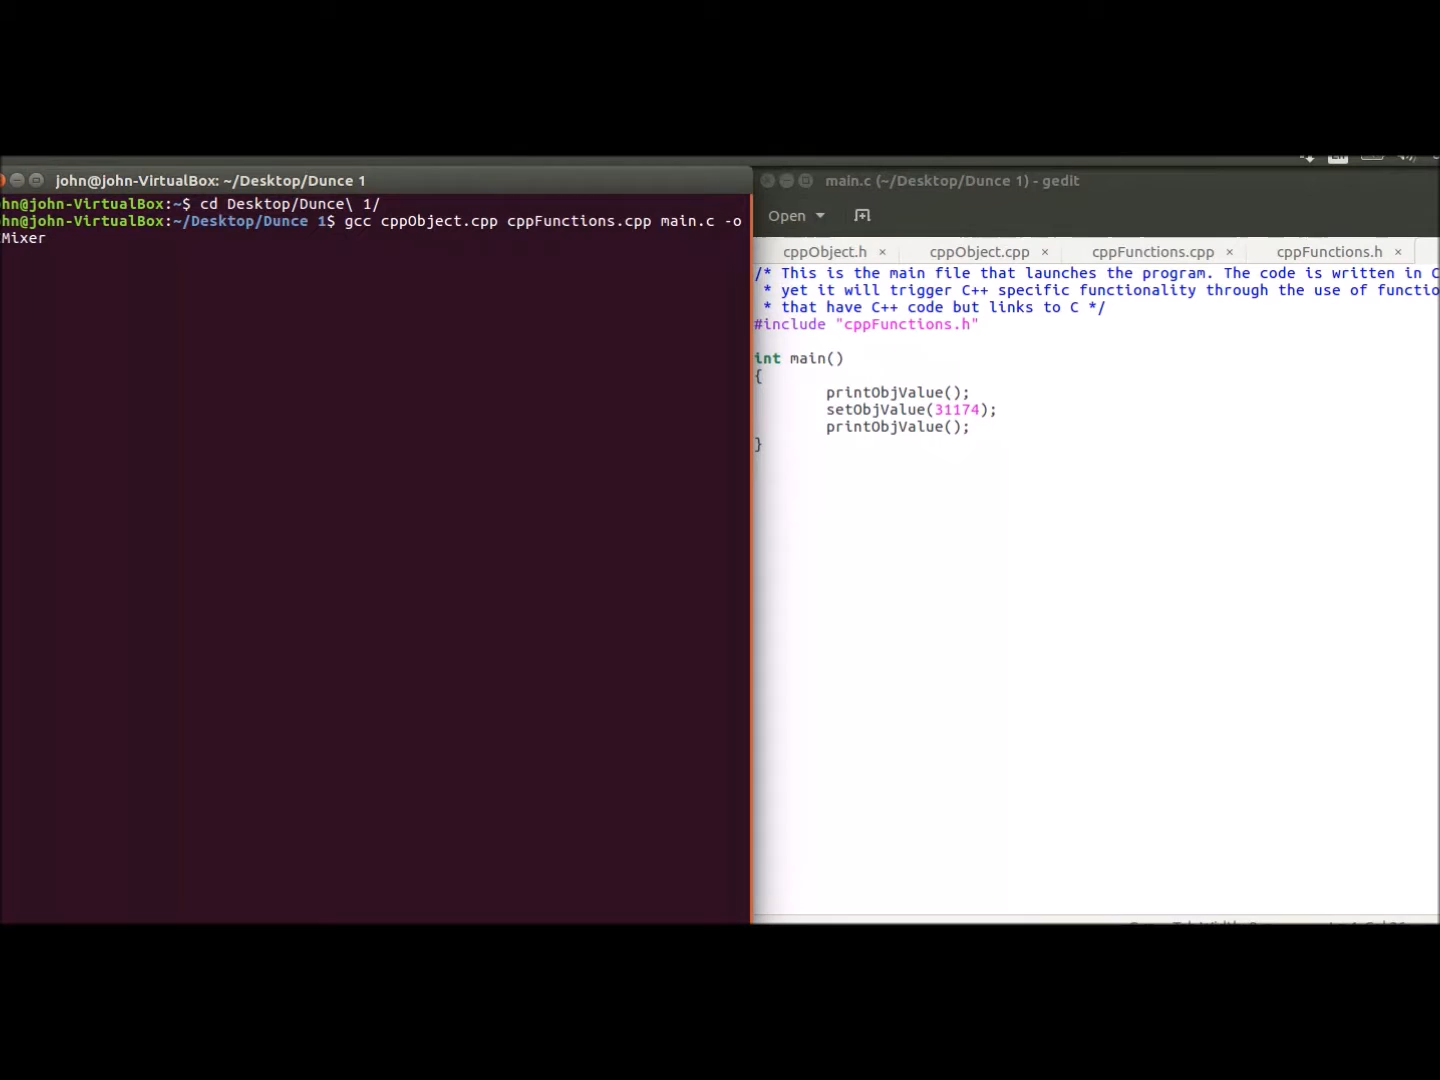 john@john-VirtualBox: ~/Desktop/Dunce 1
hn@john-VirtualBox:~$ cd Desktop/Dunce\ 1/
hn@john-VirtualBox:~/Desktop/Dunce 1$ gcc cppObject.cpp cppFunctions.cpp main.c -o
Mixer
main.c (~/Desktop/Dunce 1) - gedit
Open
cppObject.h × cppObject.cpp × cppFunctions.cpp × cppFunctions.h ×
/* This is the main file that launches the program. The code is written in C
* yet it will trigger C++ specific functionality through the use of functio
* that have C++ code but links to C */
#include "cppFunctions.h"
int main()
{
printObjValue();
setObjValue(31174);
printObjValue();
}